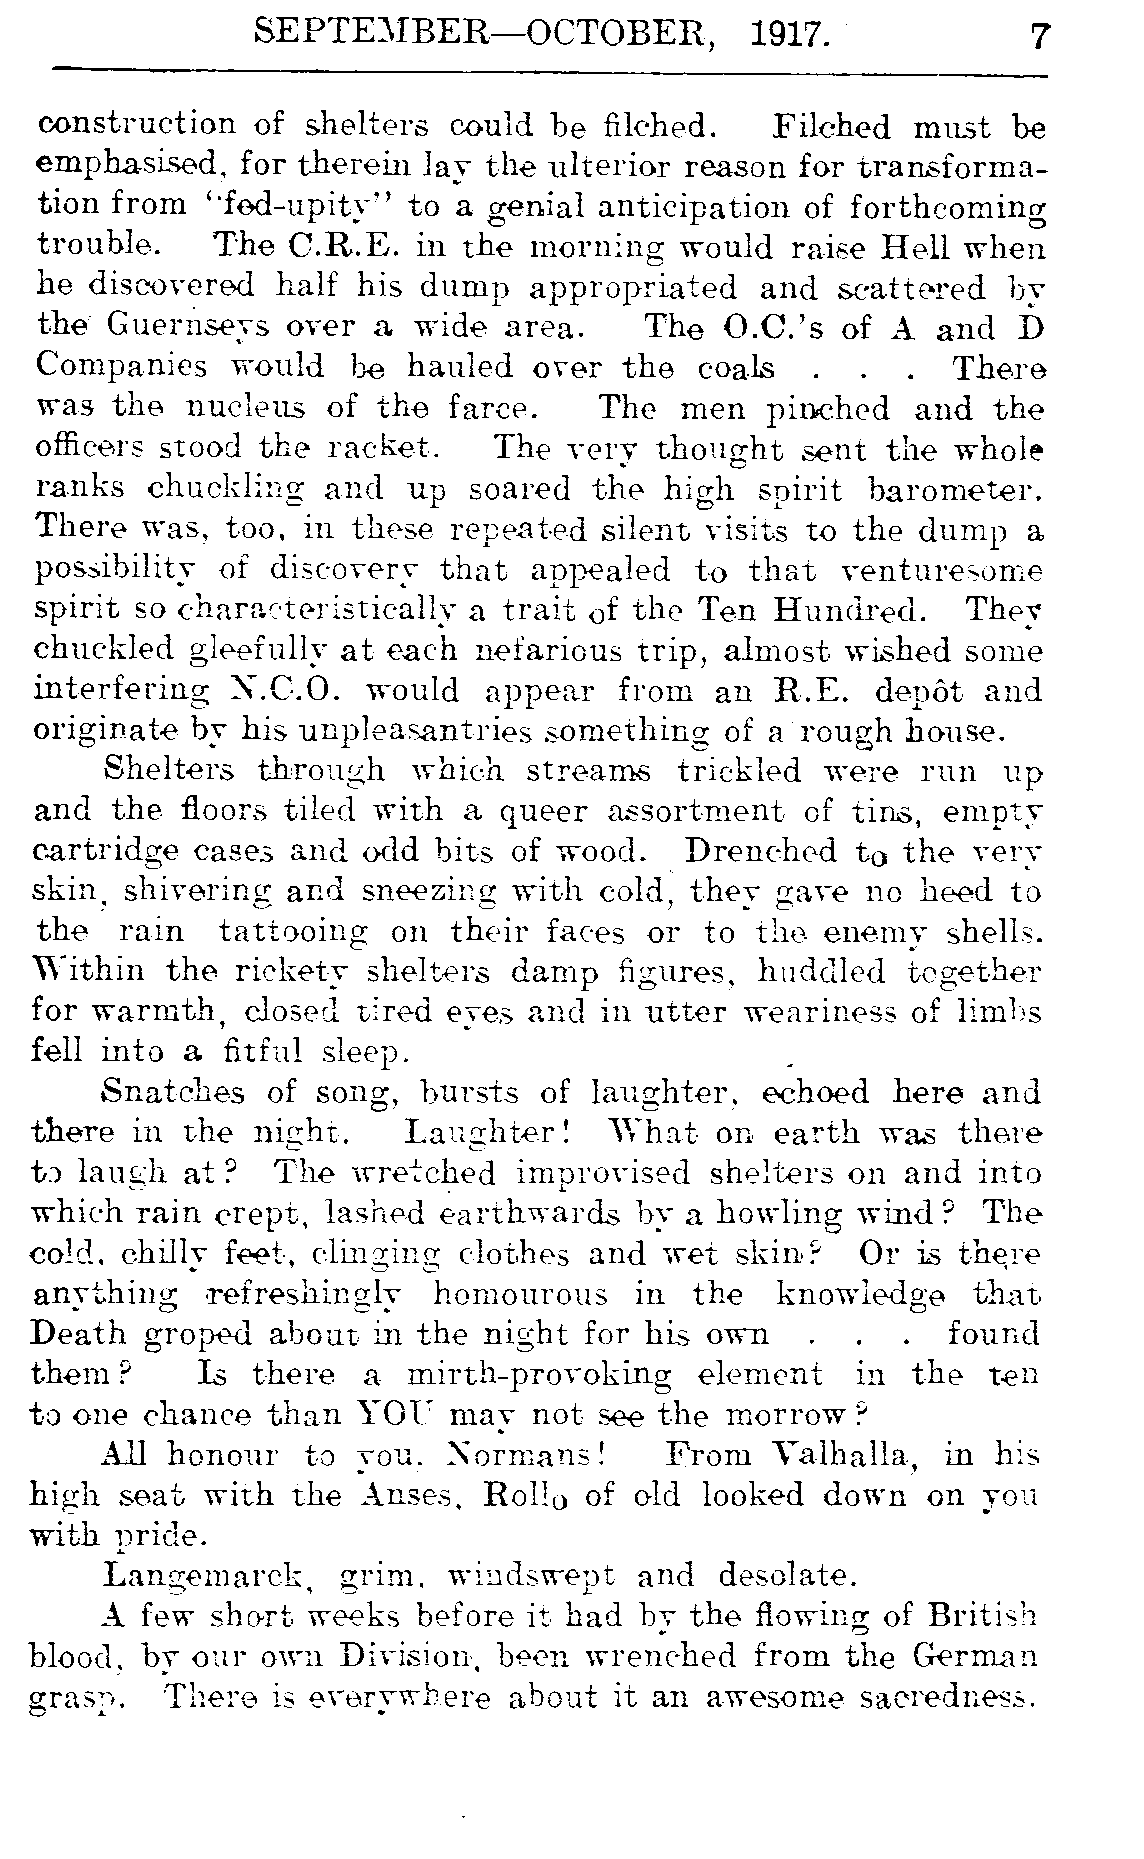 SEPTEMBER—OCTOBER, 1917. 7
construction of shelters could be filched. Filched must be
emphasised, for therein lay the ulterior reason for transforma-
tion from "fed-upity" to a genial anticipation of forthcoming
trouble. The C.R.E. in the morning would raise Hell when
he discovered half his dump appropriated and scattered by
the Guernseys over a wide area. The O.C.'s of A and D
Companies would be hauled over the coals . . . There
was the nucleus of the farce. The men pinched and the
officers stood the racket. The very thought sent the whole
ranks chuckling and up soared the high spirit barometer.
There was, too, in these repeated silent visits to the dump a
possibility of discovery that appealed to that venturesome
spirit so characteristically a trait of the Ten Hundred. They
chuckled gleefully at each nefarious trip, almost wished some
interfering N.C.O. would appear from an R.E. depôt and
originate by his unpleasantries something of a rough house.
Shelters through which streams trickled were run up
and the floors tiled with a queer assortment of tins, empty
cartridge cases and odd bits of wood. Drenched to the very
skin, shivering and sneezing with cold, they gave no heed to
the rain tattooing on their faces or to the enemy shells.
Within the rickety shelters damp figures, huddled together
for warmth, closed tired eyes and in utter weariness of limbs
fell into a fitful sleep.
Snatches of song, bursts of laughter, echoed here and
there in the night. Laughter! What on earth was there
to laugh at? The wretched improvised shelters on and into
which rain crept, lashed earthwards by a howling wind? The
cold, chilly feet, clinging clothes and wet skin? Or is there
anything refreshingly homourous in the knowledge that
Death groped about in the night for his own . . . found
them? Is there a mirth-provoking element in the ten
to one chance than YOU may not see the morrow?
All honour to you, Normans! From Valhalla, in his
high seat with the Anses, Rollo of old looked down on you
with pride.
Langemarck, grim, windswept and desolate.
A few short weeks before it had by the flowing of British
blood, by our own Division, been wrenched from the German
grasp. There is everywhere about it an awesome sacredness.